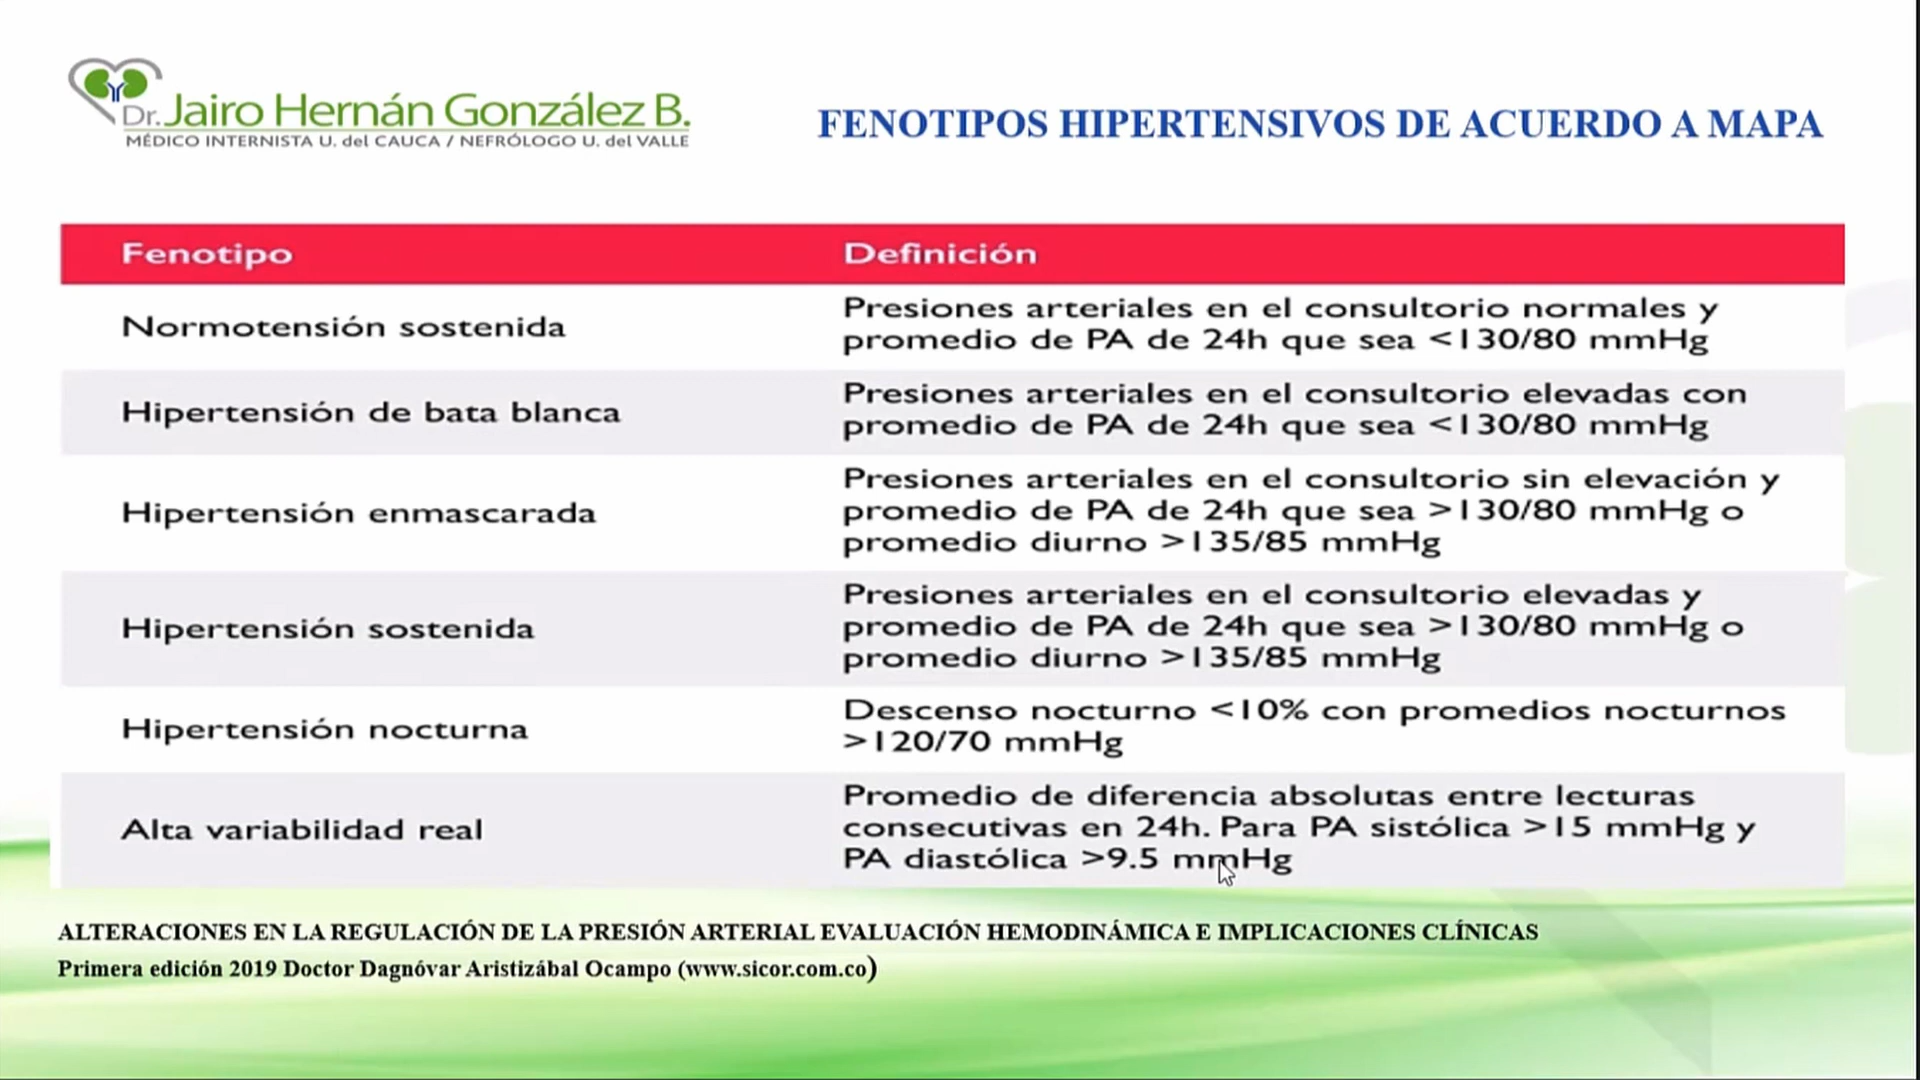 Dr. Jairo Hernán González B.
MÉDICO INTERNISTA U. del CAUCA / NEFRÓLOGO U. del VALLE
FENOTIPOS HIPERTENSIVOS DE ACUERDO A MAPA
Fenotipo
Definición
Normotensión sostenida
Presiones arteriales en el consultorio normales y
promedio de PA de 24h que sea <130/80 mmHg
Hipertensión de bata blanca
Presiones arteriales en el consultorio elevadas con
promedio de PA de 24h que sea <130/80 mmHg
Hipertensión enmascarada
Presiones arteriales en el consultorio sin elevación y
promedio de PA de 24h que sea >130/80 mmHg o
promedio diurno >135/85 mmHg
Hipertensión sostenida
Presiones arteriales en el consultorio elevadas y
promedio de PA de 24h que sea >130/80 mmHg o
promedio diurno >135/85 mmHg
Hipertensión nocturna
Descenso nocturno <10% con promedios nocturnos
>120/70 mmHg
Alta variabilidad real
Promedio de diferencia absolutas entre lecturas
consecutivas en 24h. Para PA sistólica >15 mmHg y
PA diastólica >9.5 mmHg
ALTERACIONES EN LA REGULACIÓN DE LA PRESIÓN ARTERIAL EVALUACIÓN HEMODINÁMICA E IMPLICACIONES CLÍNICAS
Primera edición 2019 Doctor Dagnóvar Aristizábal Ocampo (www.sicor.com.co)